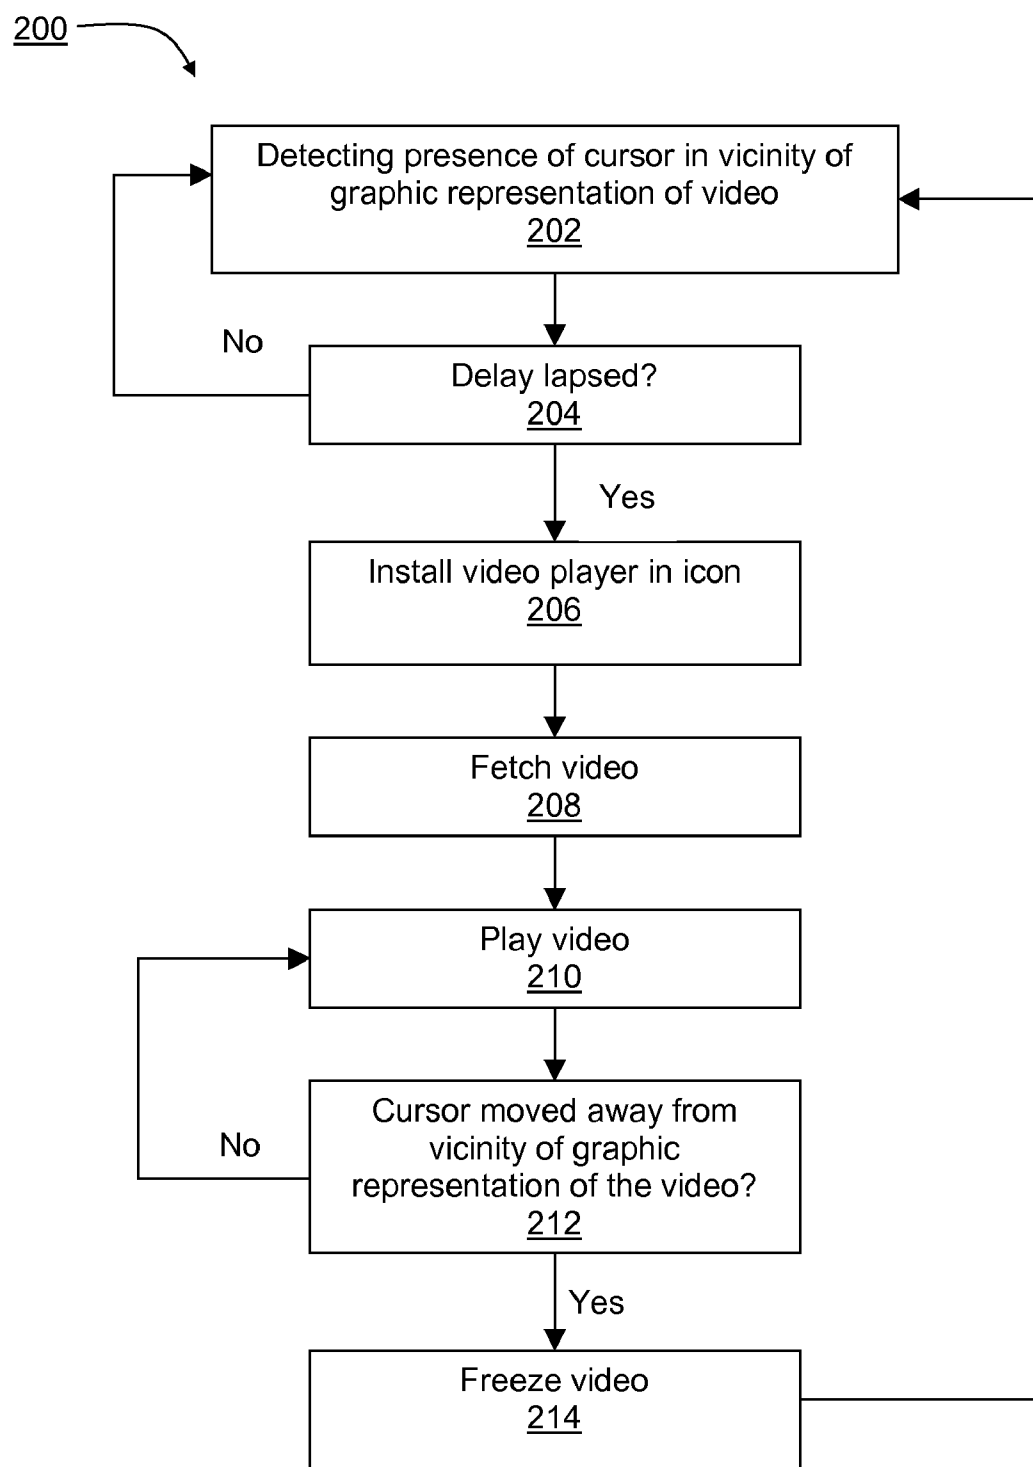 200
Detecting presence of cursor in vicinity of
graphic representation of video
202
No
Delay lapsed?
204
Yes
Install video player in icon
206
Fetch video
208
Play video
210
Cursor moved away from
vicinity of graphic
representation of the video?
212
No
Yes
Freeze video
214